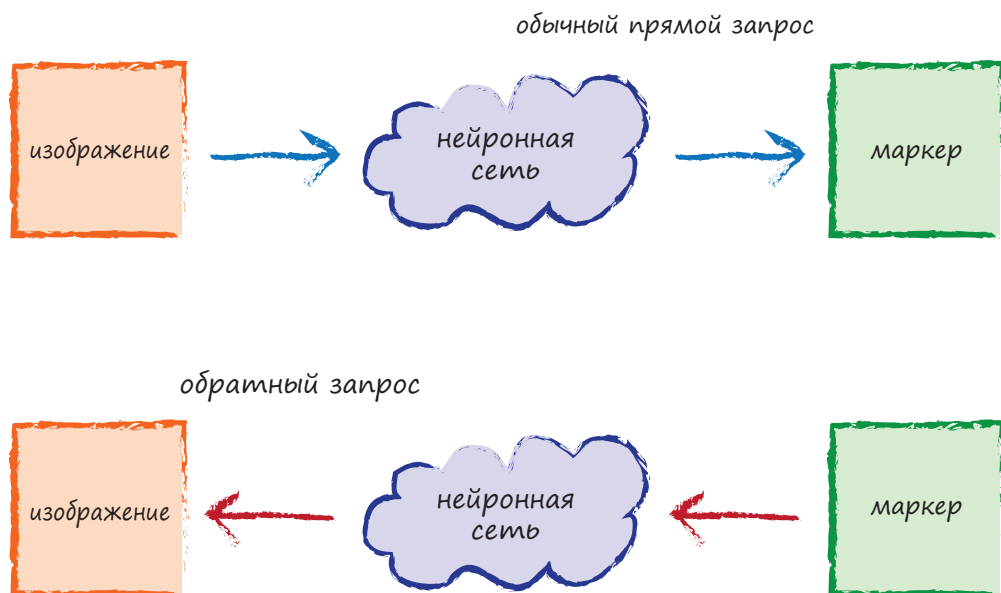 обычный прямой запрос
изображение
нейронная
сеть
маркер
обратный запрос
изображение
нейронная
сеть
маркер